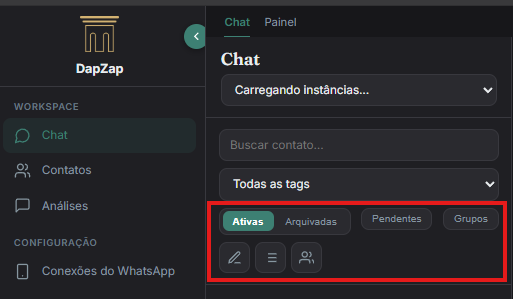 Chat Painel
DapZap
Chat
Carregando instâncias...
WORKSPACE
Chat
Contatos
Análises
CONFIGURAÇÃO
Conexões do WhatsApp
Buscar contato...
Todas as tags
Ativas Arquivadas Pendentes Grupos